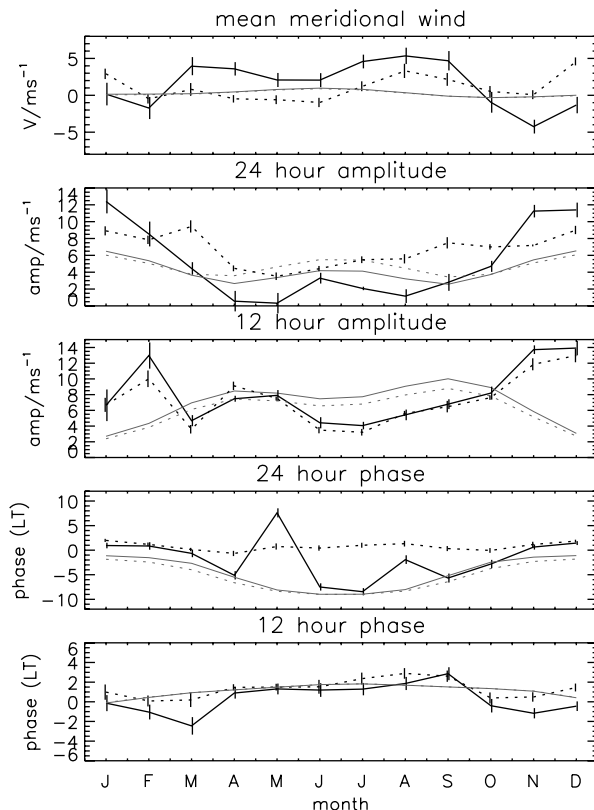 mean meridional wind
V/ms⁻¹
5
0
−5
24 hour amplitude
amp/ms⁻¹
14
12
10
8
6
4
2
0
12 hour amplitude
amp/ms⁻¹
14
12
10
8
6
4
2
0
24 hour phase
phase (LT)
10
5
0
−5
−10
12 hour phase
phase (LT)
6
4
2
0
−2
−4
−6
J F M A M J J A S O N D
month